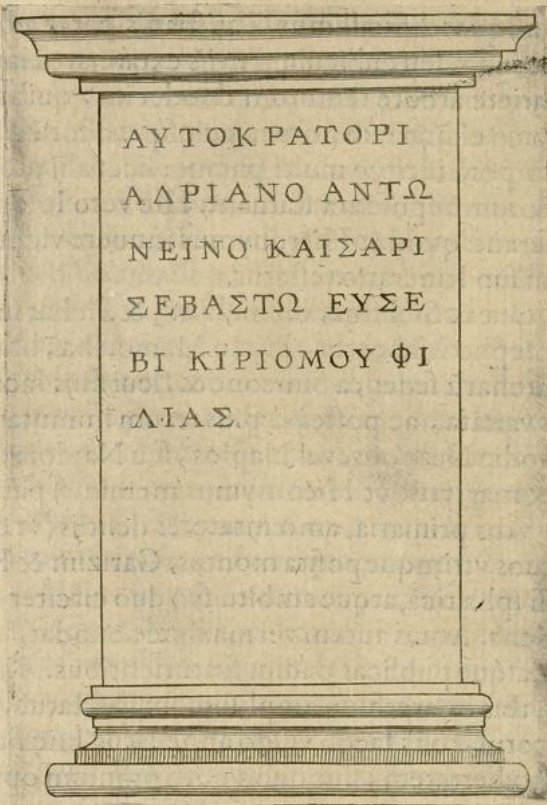 ΑΥΤΟΚΡΑΤΟΡΙ
ΑΔΡΙΑΝΟ ΑΝΤΩ
ΝΕΙΝΟ ΚΑΙΣΑΡΙ
ΣΕΒΑΣΤΩ ΕΥΣΕ
ΒΙ ΚΙΡΙΟΜΟΥ ΦΙ
ΛΙΑΣ